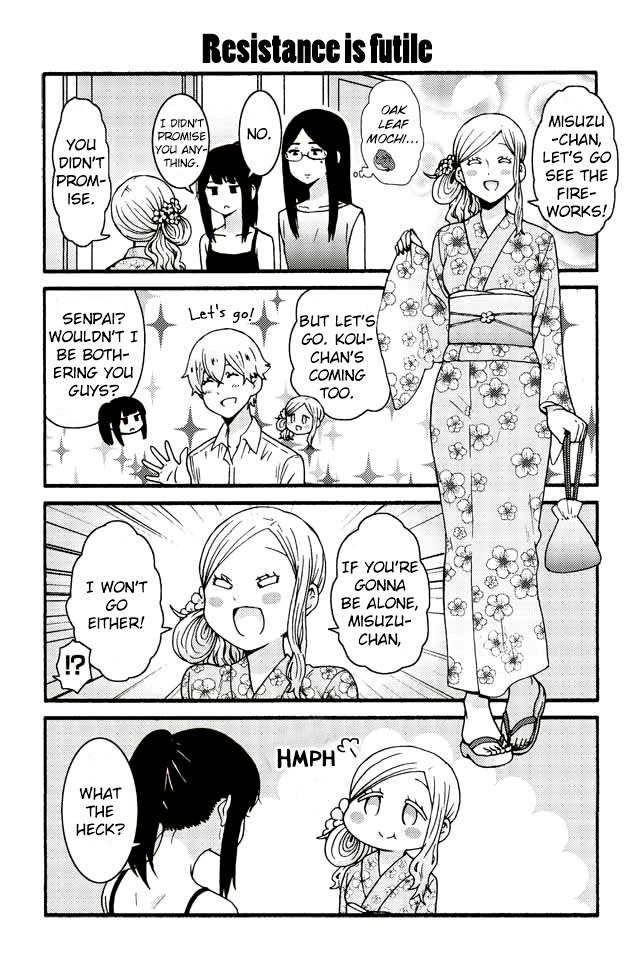 Resistance is futile
MISUZU
-CHAN,
LET'S GO
SEE THE
FIRE-
WORKS!
OAK
LEAF
MOCHI...
NO.
I DIDN'T
PROMISE
YOU ANY-
THING.
YOU
DIDN'T
PROM-
ISE.
BUT LET'S
GO. KOU-
CHAN'S
COMING
TOO.
Let's go!
SENPAI?
WOULDN'T I
BE BOTH-
ERING YOU
GUYS?
IF YOU'RE
GONNA
BE ALONE,
MISUZU-
CHAN,
I WON'T
GO
EITHER!
!?
HMPH
WHAT
THE
HECK?